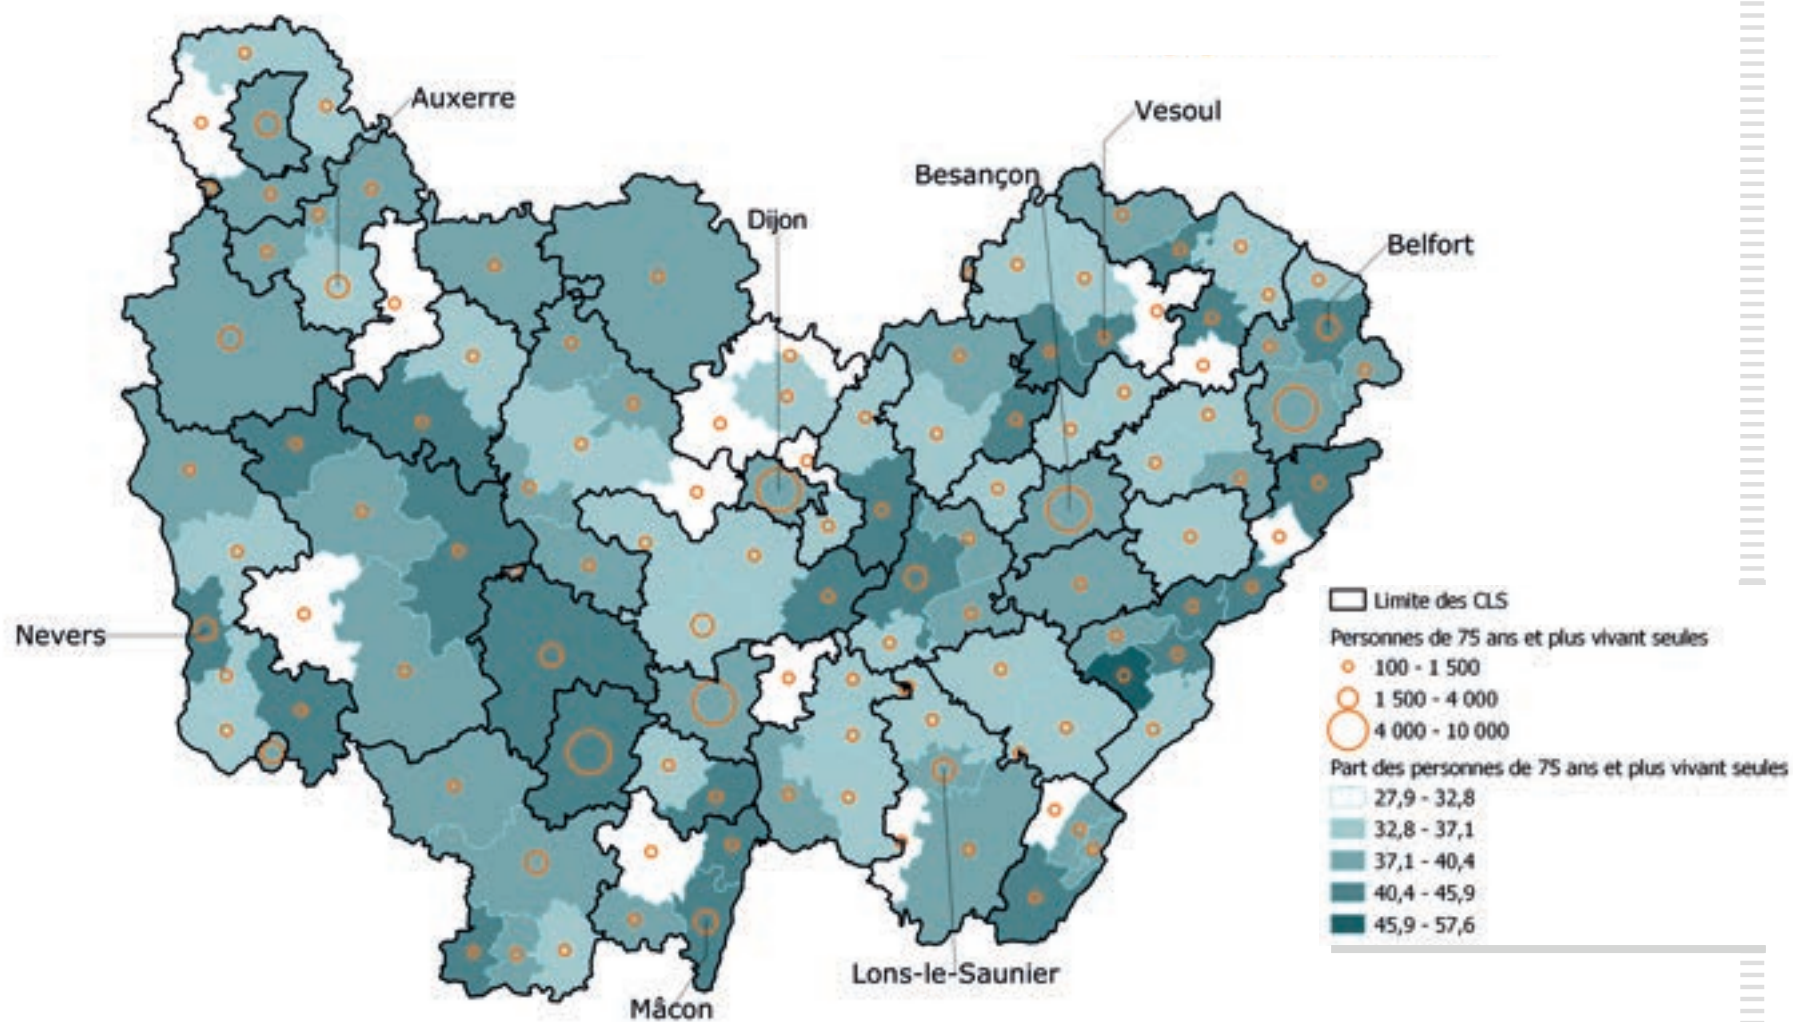 Auxerre
Vesoul
Besançon
Dijon
Belfort
Nevers
Limite des CLS
Personnes de 75 ans et plus vivant seules
100 - 1 500
1 500 - 4 000
4 000 - 10 000
Part des personnes de 75 ans et plus vivant seules
27,9 - 32,8
32,8 - 37,1
37,1 - 40,4
40,4 - 45,9
45,9 - 57,6
Lons-le-Saunier
Mâcon